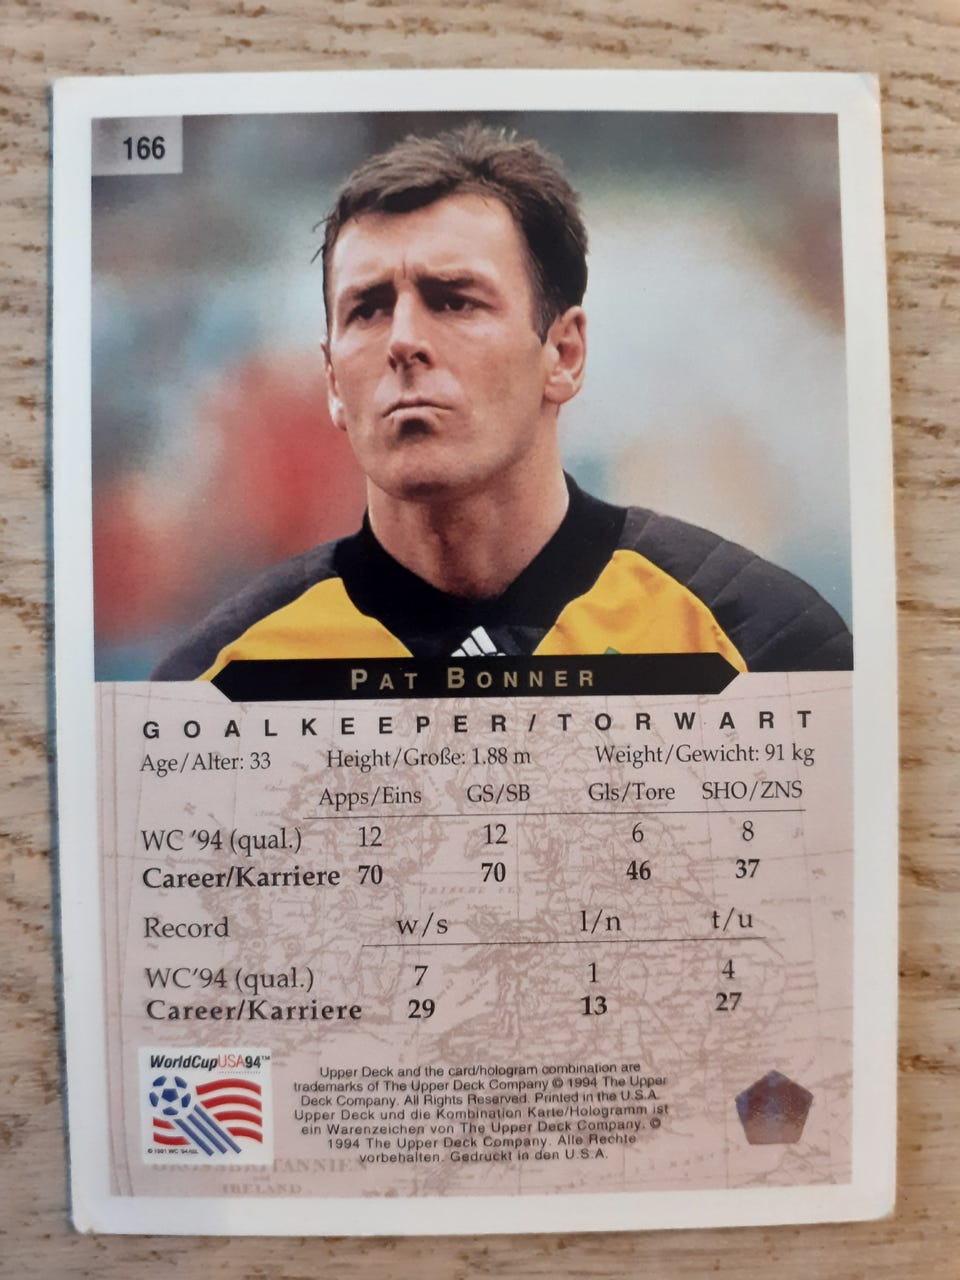 166
PAT BONNER
GOALKEEPER/TORWART
Age/Alter: 33 Height/Große: 1.88 m Weight/Gewicht: 91 kg
Apps/Eins GS/SB Gls/Tore SHO/ZNS
WC '94 (qual.) 12 12 6 8
Career/Karriere 70 70 46 37
Record w/s l/n t/u
WC'94 (qual.) 7 1 4
Career/Karriere 29 13 27
WorldCupUSA94™
Upper Deck and the card/hologram combination are
trademarks of The Upper Deck Company © 1994 The Upper
Deck Company. All Rights Reserved. Printed in the U.S.A.
Upper Deck und die Kombination Karte/Hologramm ist
ein Warenzeichen von The Upper Deck Company. ©
1994 The Upper Deck Company. Alle Rechte
vorbehalten. Gedruckt in den U.S.A.
GROSSBRITANNIEN
IRELAND